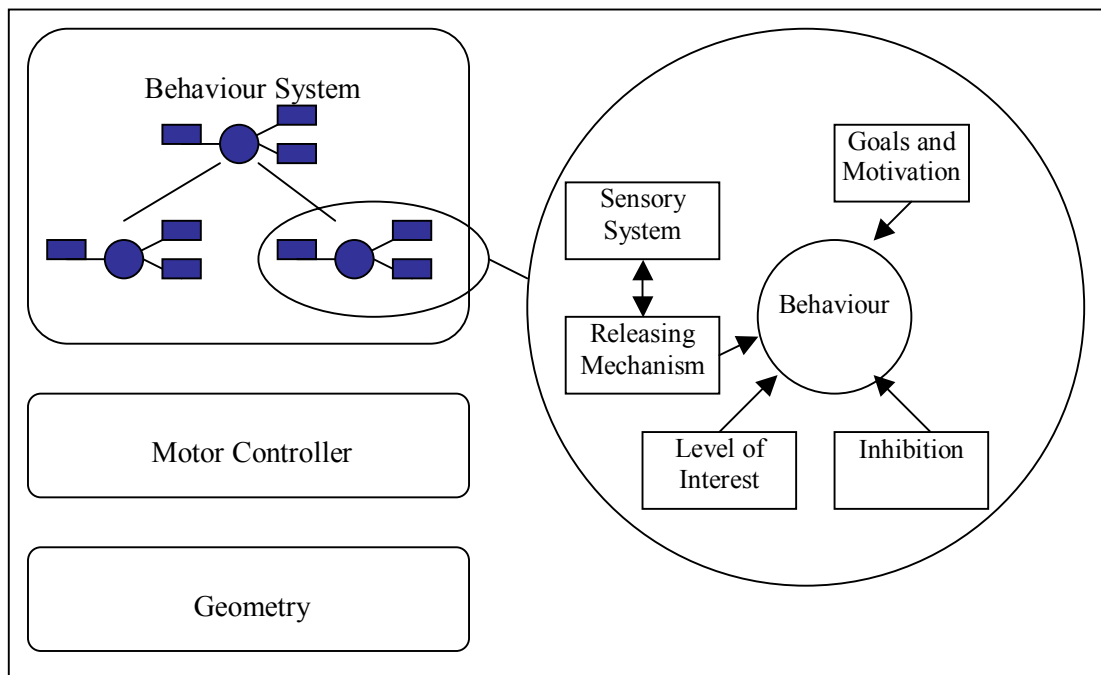 Behaviour System
Motor Controller
Geometry
Goals and
Motivation
Sensory
System
Behaviour
Releasing
Mechanism
Level of
Interest
Inhibition